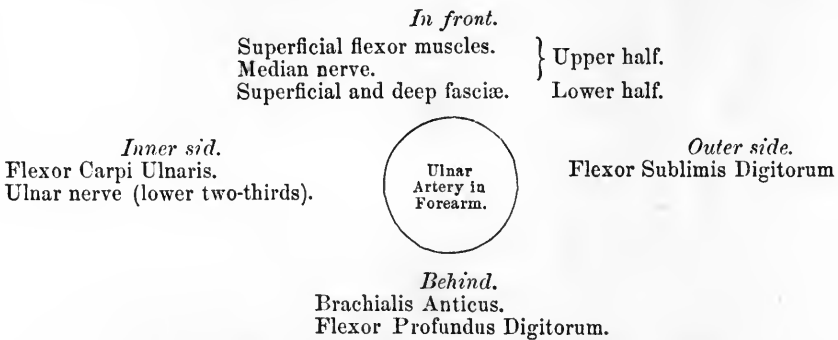 In front.
Superficial flexor muscles.
Median nerve.
} Upper half.
Superficial and deep fasciæ. Lower half.
Inner sid.
Flexor Carpi Ulnaris.
Ulnar nerve (lower two-thirds).
Ulnar
Artery in
Forearm.
Outer side.
Flexor Sublimis Digitorum
Behind.
Brachialis Anticus.
Flexor Profundus Digitorum.